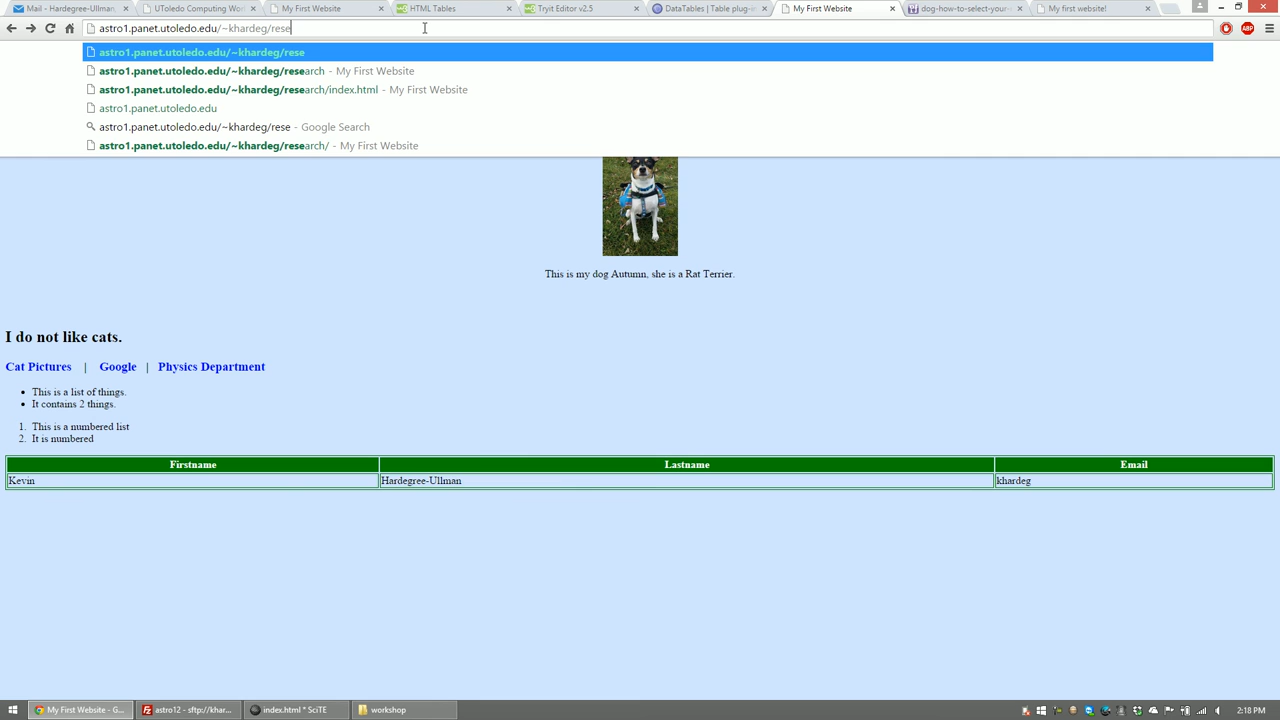 Mail - Hardegree-Ullman,
UToledo Computing Wor
My First Website
HTML Tables
Tryit Editor v2.5
DataTables | Table plug-in
My First Website
dog-how-to-select-your-
My first website!
astro1.panet.utoledo.edu/~khardeg/rese
ABP
astro1.panet.utoledo.edu/~khardeg/rese
astro1.panet.utoledo.edu/~khardeg/research - My First Website
astro1.panet.utoledo.edu/~khardeg/research/index.html - My First Website
astro1.panet.utoledo.edu
astro1.panet.utoledo.edu/~khardeg/rese - Google Search
astro1.panet.utoledo.edu/~khardeg/research/ - My First Website
This is my dog Autumn, she is a Rat Terrier.
I do not like cats.
Cat Pictures | Google | Physics Department
• This is a list of things.
• It contains 2 things.
1. This is a numbered list
2. It is numbered
Firstname Lastname Email
Kevin Hardegree-Ullman khardeg
My First Website - G...
astro12 - sftp://khar...
index.html * SciTE
workshop
2:18 PM